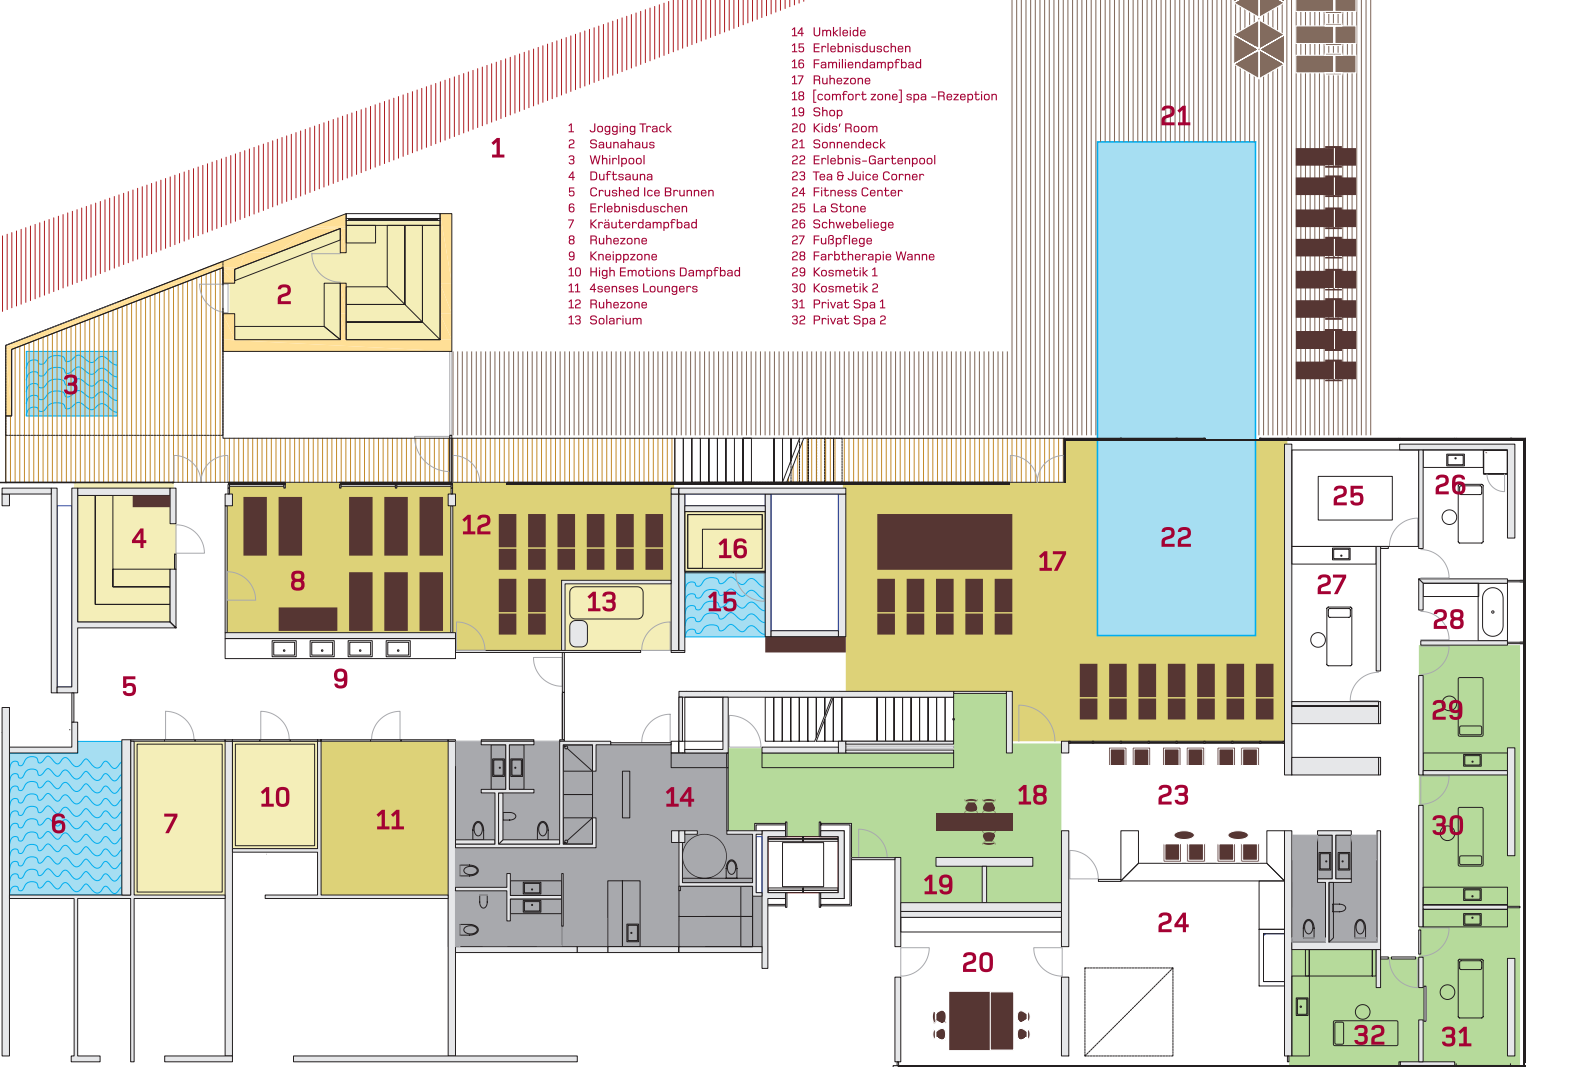 1 Jogging Track
2 Saunahaus
3 Whirlpool
4 Duftsauna
5 Crushed Ice Brunnen
6 Erlebnisduschen
7 Kräuterdampfbad
8 Ruhezone
9 Kneippzone
10 High Emotions Dampfbad
11 4senses Loungers
12 Ruhezone
13 Solarium
14 Umkleide
15 Erlebnisduschen
16 Familiendampfbad
17 Ruhezone
18 [comfort zone] spa -Rezeption
19 Shop
20 Kids' Room
21 Sonnendeck
22 Erlebnis-Gartenpool
23 Tea & Juice Corner
24 Fitness Center
25 La Stone
26 Schwebeliege
27 Fußpflege
28 Farbtherapie Wanne
29 Kosmetik 1
30 Kosmetik 2
31 Privat Spa 1
32 Privat Spa 2
1
2
3
4
5
6
7
8
9
10
11
12
13
14
15
16
17
18
19
20
21
22
23
24
25
26
27
28
29
30
31
32